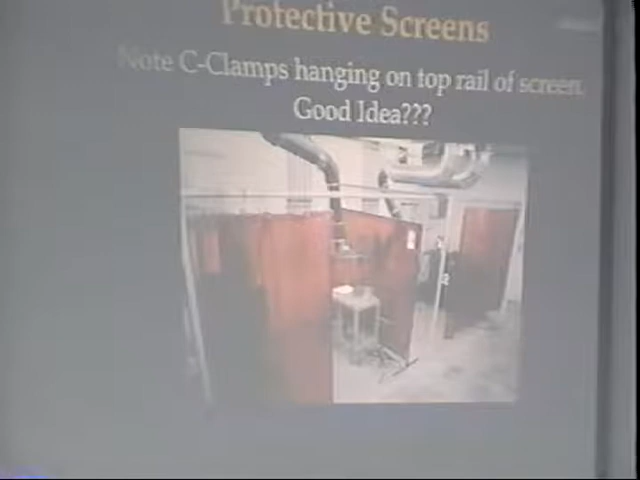 Protective Screens
Note C-Clamps hanging on top rail of screen.
Good Idea???